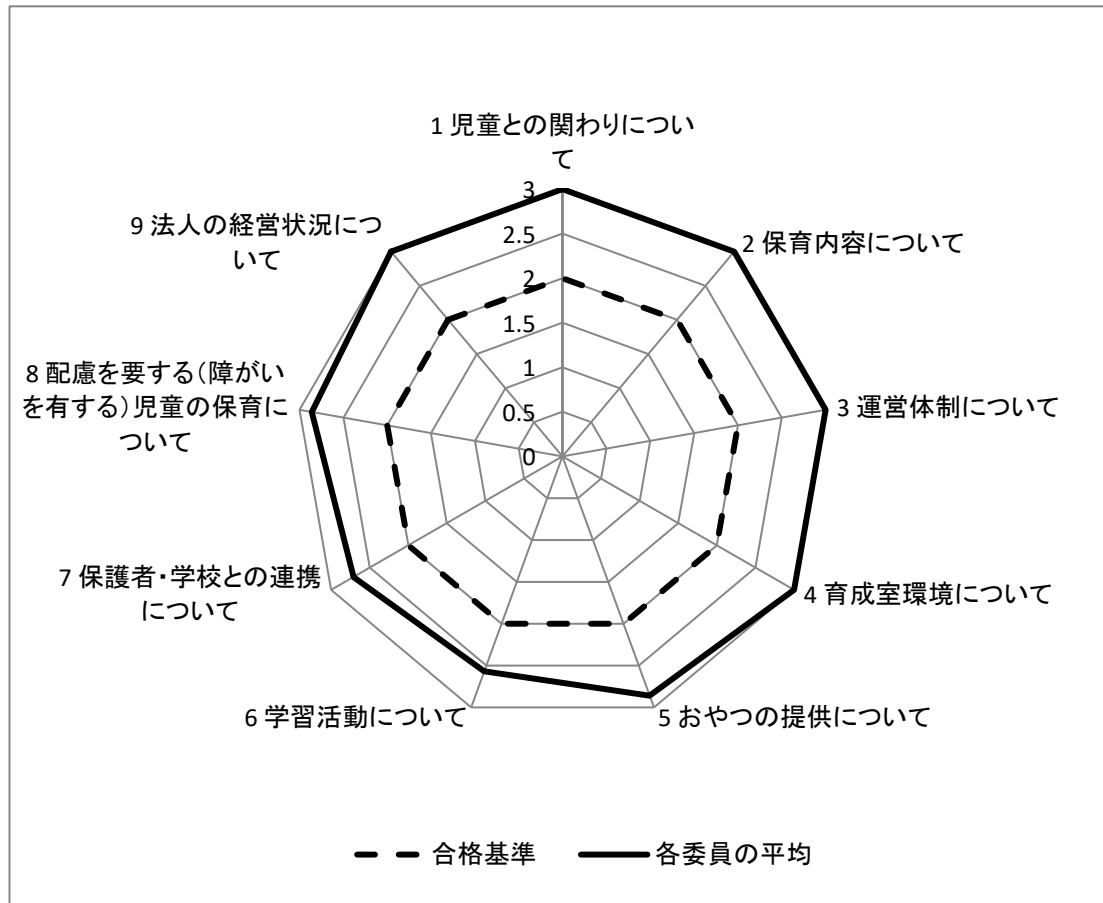 1 児童との関わりについ
て
2 保育内容について
3 運営体制について
4 育成室環境について
5 おやつの提供について
6 学習活動について
7 保護者・学校との連携
について
8 配慮を要する（障がい
を有する）児童の保育に
ついて
9 法人の経営状況につ
いて
3
2.5
2
1.5
1
0.5
0
合格基準
各委員の平均